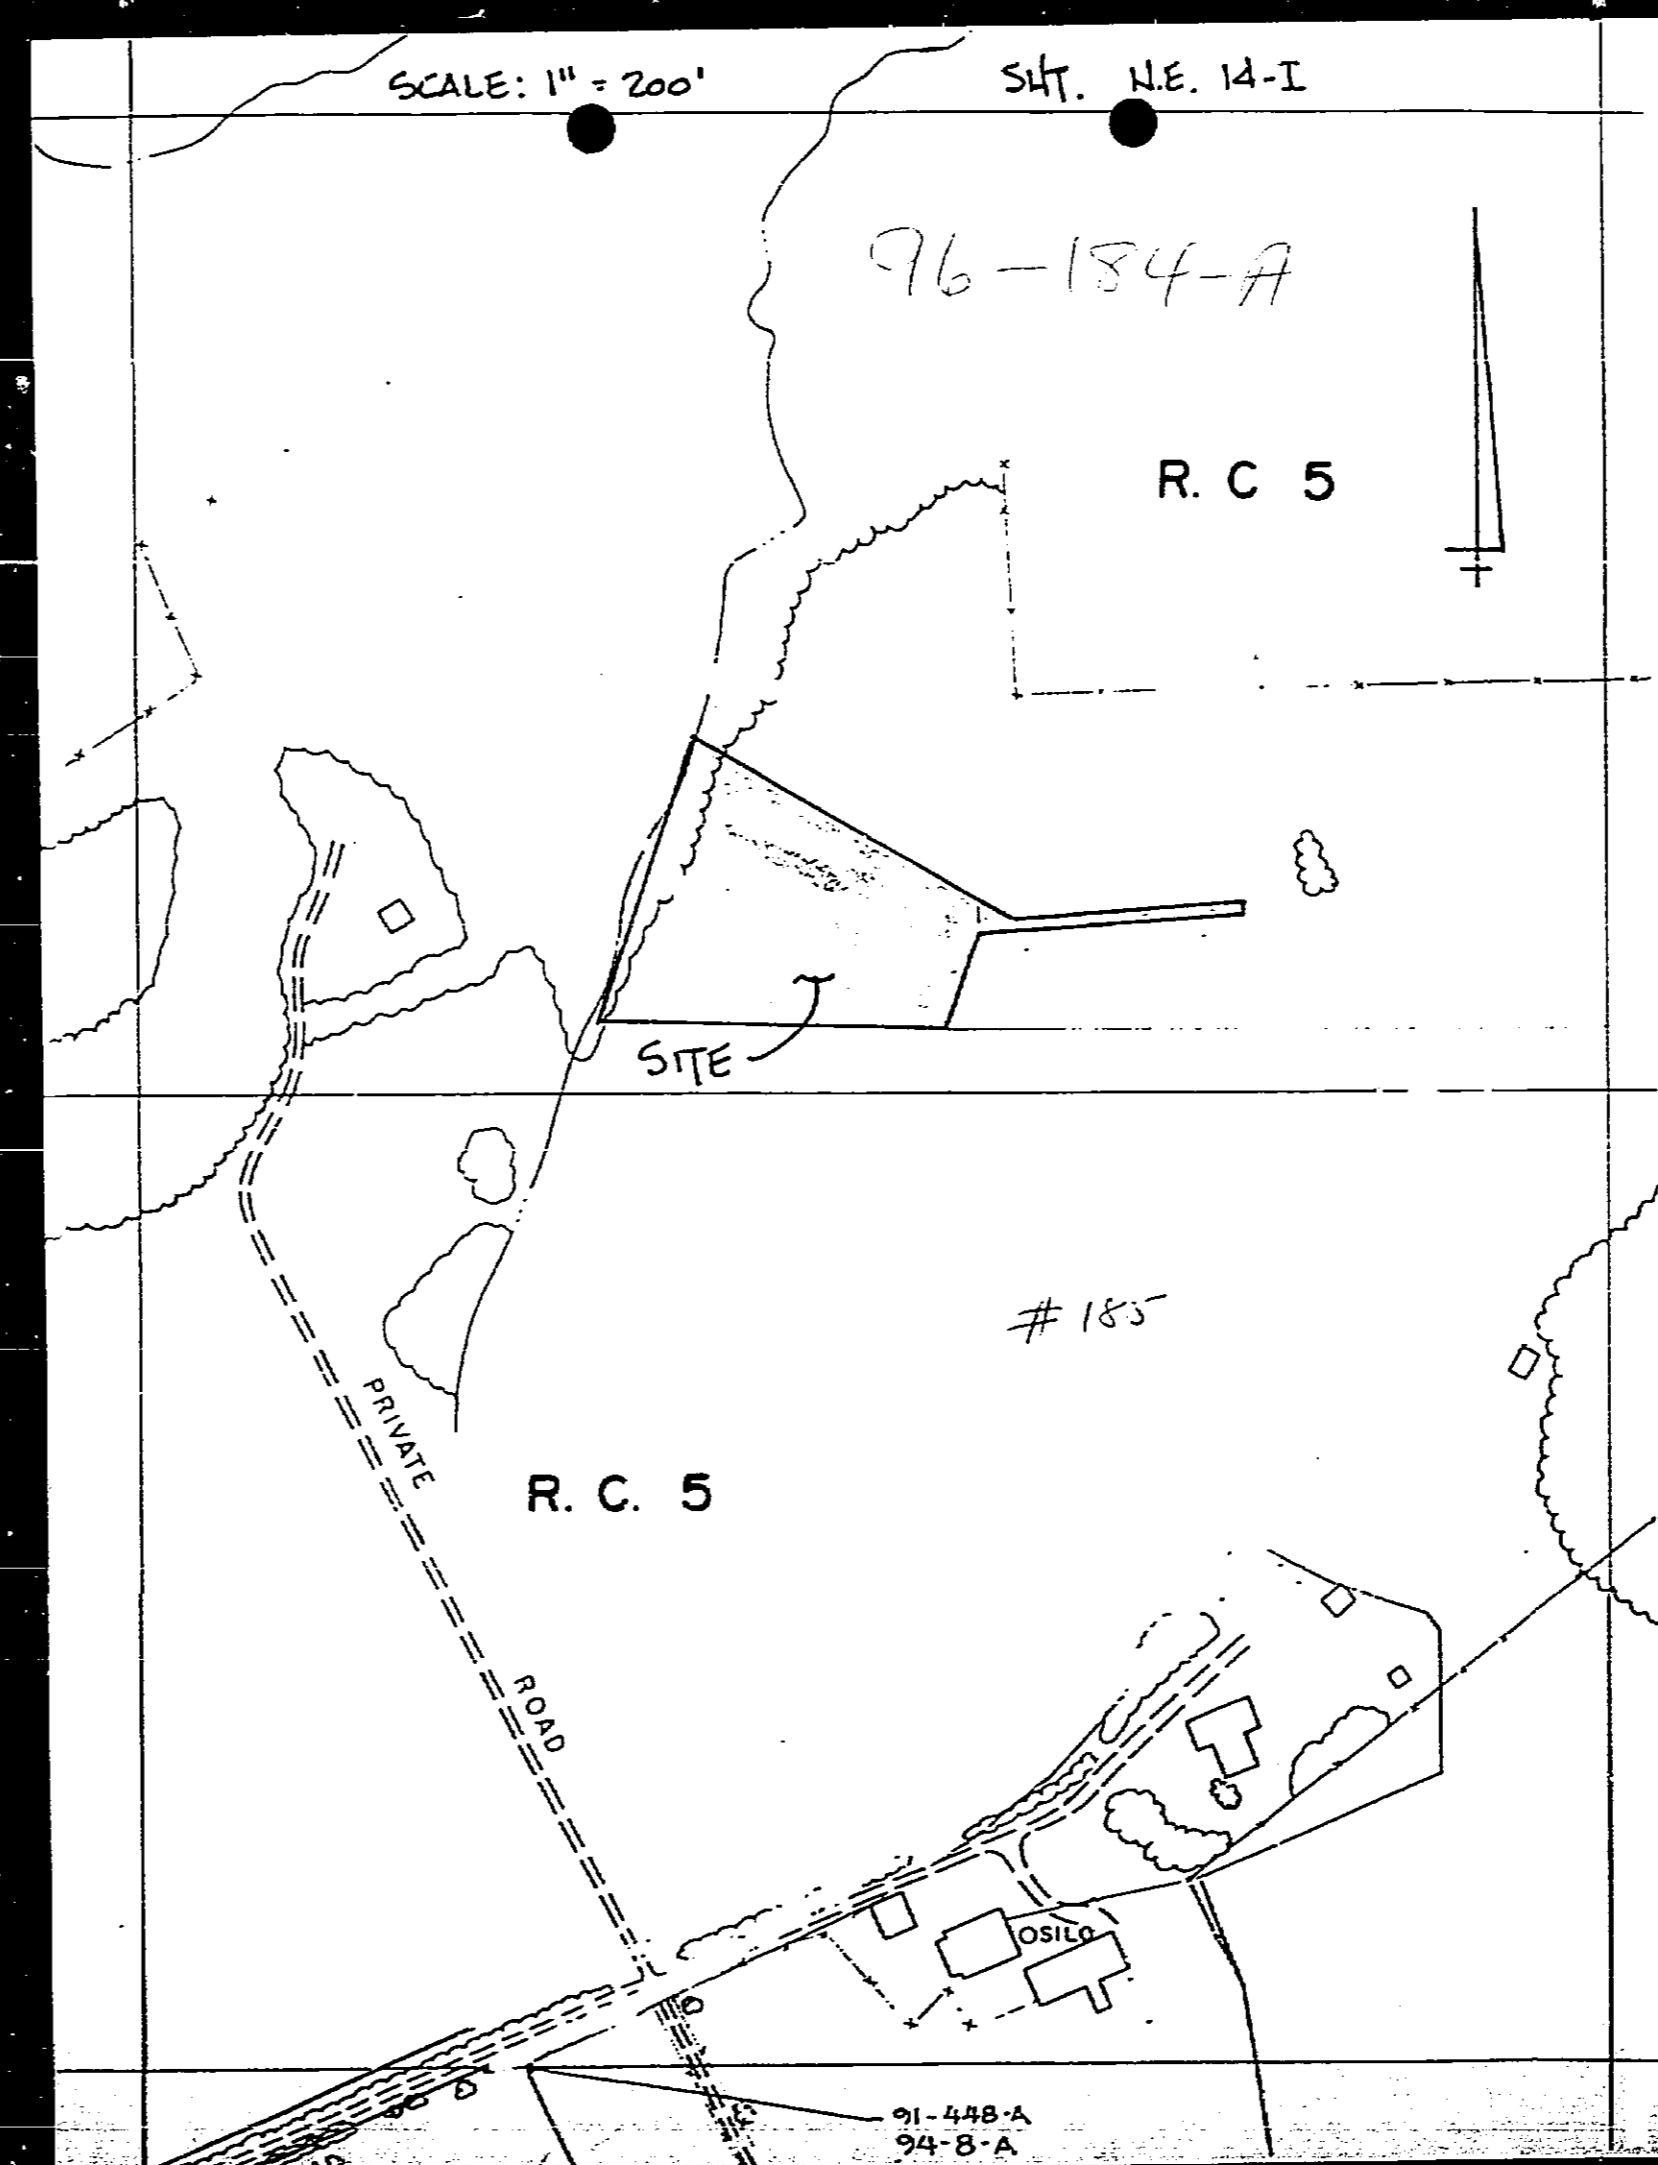 SCALE: 1" = 200'
SHT. N.E. 14-I
96-184-A
R. C 5
SITE
# 185
PRIVATE
R. C. 5
ROAD
OSILO
91-448-A
94-8-A